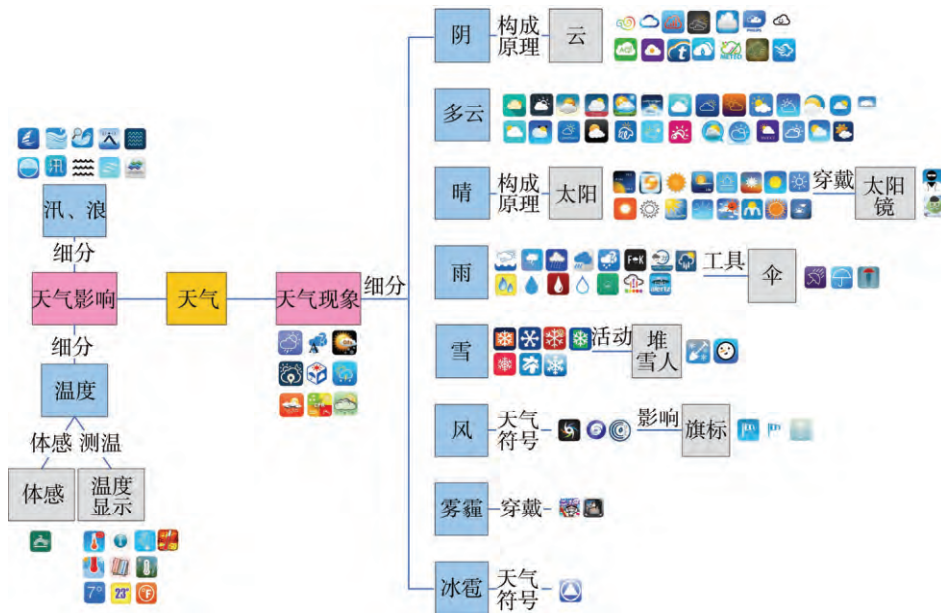 阴
构成
原理
云
多云
晴
构成
原理
太阳
穿戴
太阳
镜
汛、浪
细分
天气影响
天气
天气现象
细分
雨
工具
伞
细分
温度
雪
活动
堆
雪人
体感
测温
风
天气
符号
影响
旗标
体感
温度
显示
雾霾
穿戴
7°
23°
°F
冰雹
天气
符号